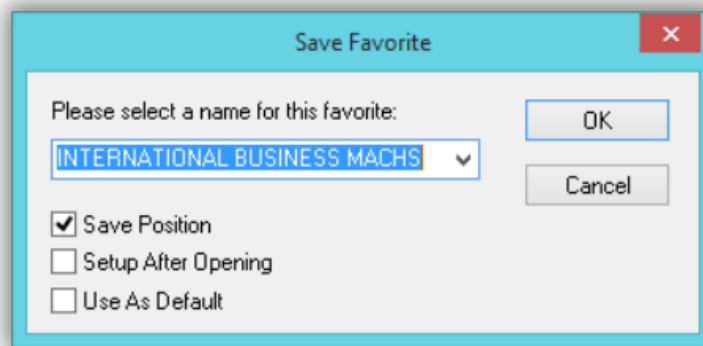 Save Favorite
Please select a name for this favorite:
INTERNATIONAL BUSINESS MACHS
OK
Cancel
Save Position
Setup After Opening
Use As Default